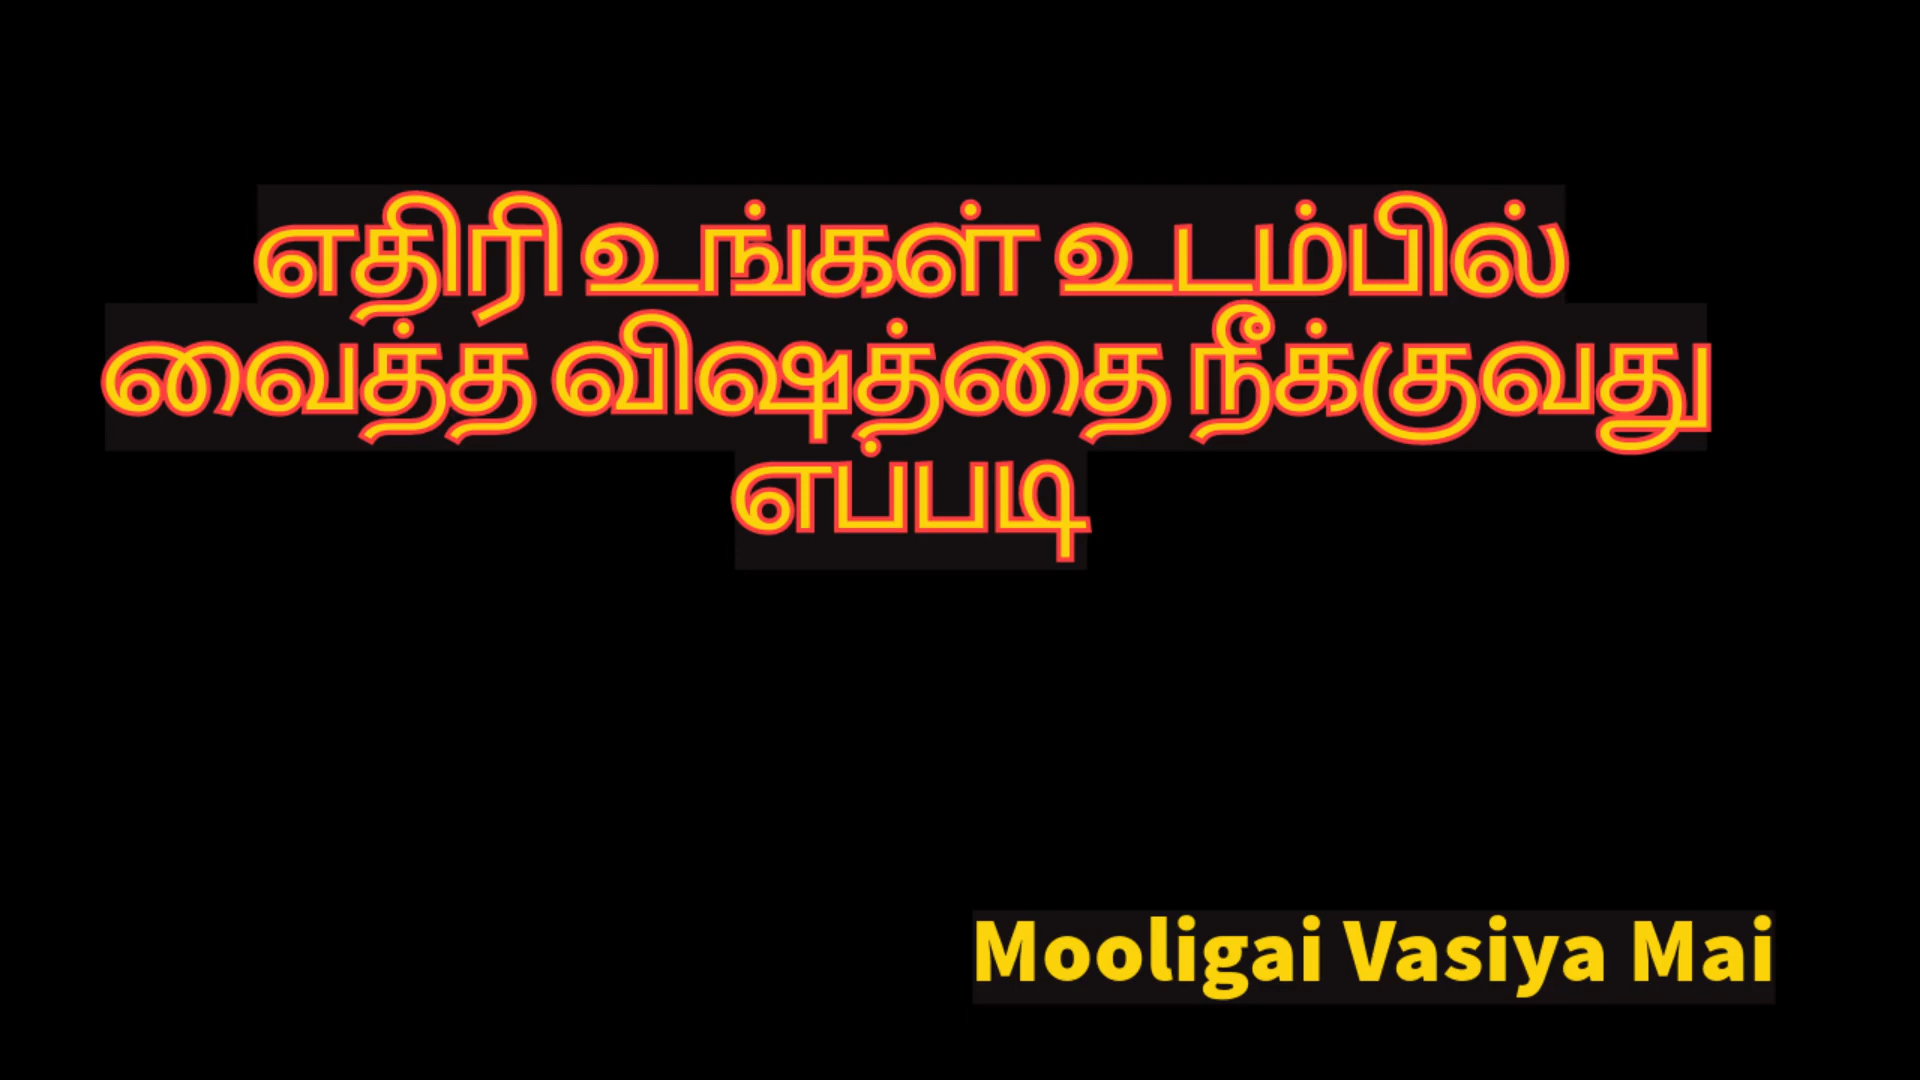 எதிரி உங்கள் உடம்பில்
வைத்த விஷத்தை நீக்குவது
எப்படி
Mooligai Vasiya Mai